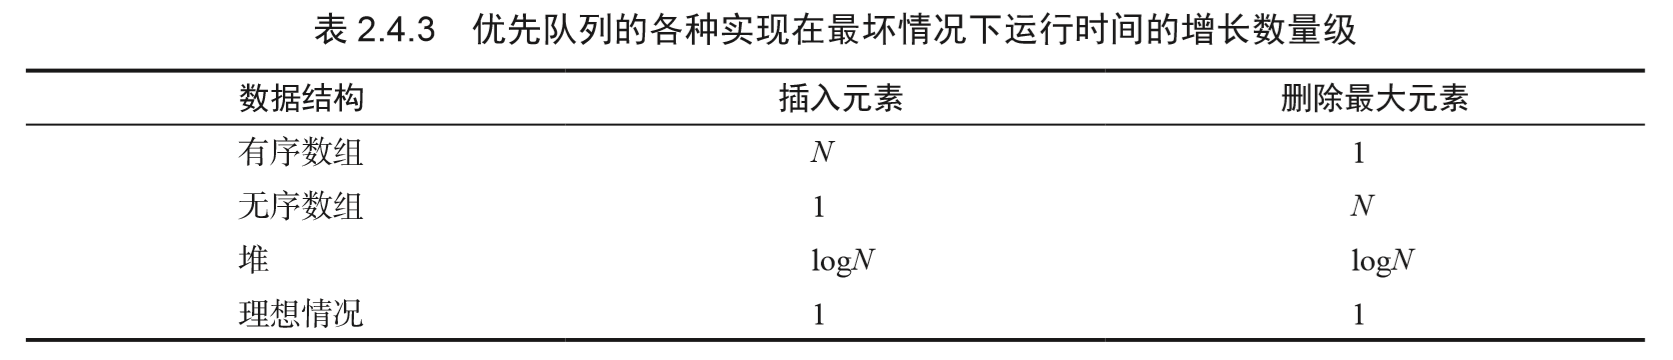 表 2.4.3 优先队列的各种实现在最坏情况下运行时间的增长数量级
数据结构 插入元素 删除最大元素
有序数组 N 1
无序数组 1 N
堆 logN logN
理想情况 1 1